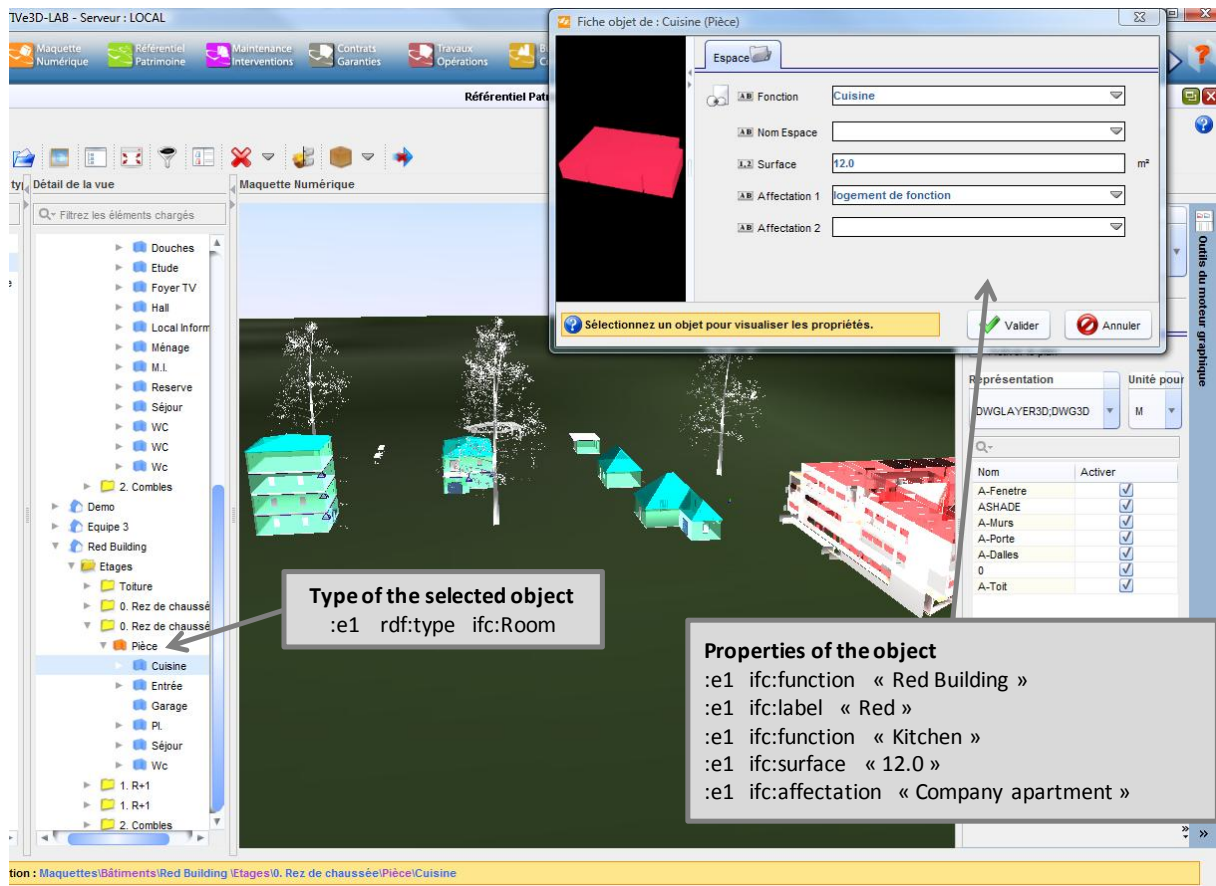 TIVe3D-LAB - Serveur : LOCAL
Maquette Numérique
Référentiel Patrimoine
Maintenance Interventions
Contrats Garanties
Travaux Opérations
Référentiel Pat
Fiche objet de : Cuisine (Pièce)
Espace
AB Fonction Cuisine
AB Nom Espace
1,2 Surface 12.0 m²
AB Affectation 1 logement de fonction
AB Affectation 2
Sélectionnez un objet pour visualiser les propriétés.
Valider
Annuler
Détail de la vue
Maquette Numérique
Filtrez les éléments chargés
Douches
Etude
Foyer TV
Hall
Local Inform
Ménage
M.I.
Reserve
Séjour
WC
WC
Wc
2. Combles
Demo
Equipe 3
Red Building
Etages
Toiture
0. Rez de chaussé
0. Rez de chaussé
Pièce
Cuisine
Entrée
Garage
Pl.
Séjour
Wc
1. R+1
1. R+1
2. Combles
Outils du moteur graphique
Représentation
Unité pour
DWGLAYER3D;DWG3D
M
Nom Activer
A-Fenetre
ASHADE
A-Murs
A-Porte
A-Dalles
0
A-Toit
Type of the selected object
:e1 rdf:type ifc:Room
Properties of the object
:e1 ifc:function « Red Building »
:e1 ifc:label « Red »
:e1 ifc:function « Kitchen »
:e1 ifc:surface « 12.0 »
:e1 ifc:affectation « Company apartment »
tion : Maquettes\Bâtiments\Red Building \Etages\0. Rez de chaussée\Pièce\Cuisine